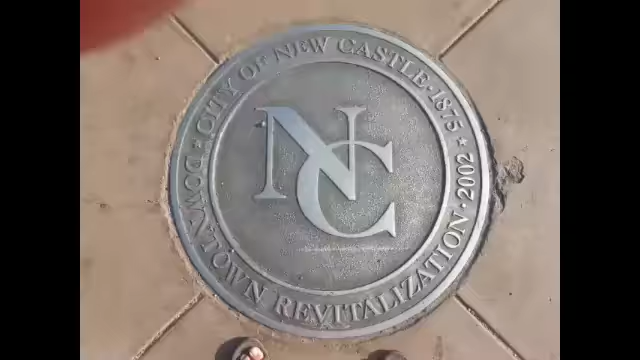 CITY OF NEW CASTLE · 1875
DOWNTOWN REVITALIZATION · 2002
NC